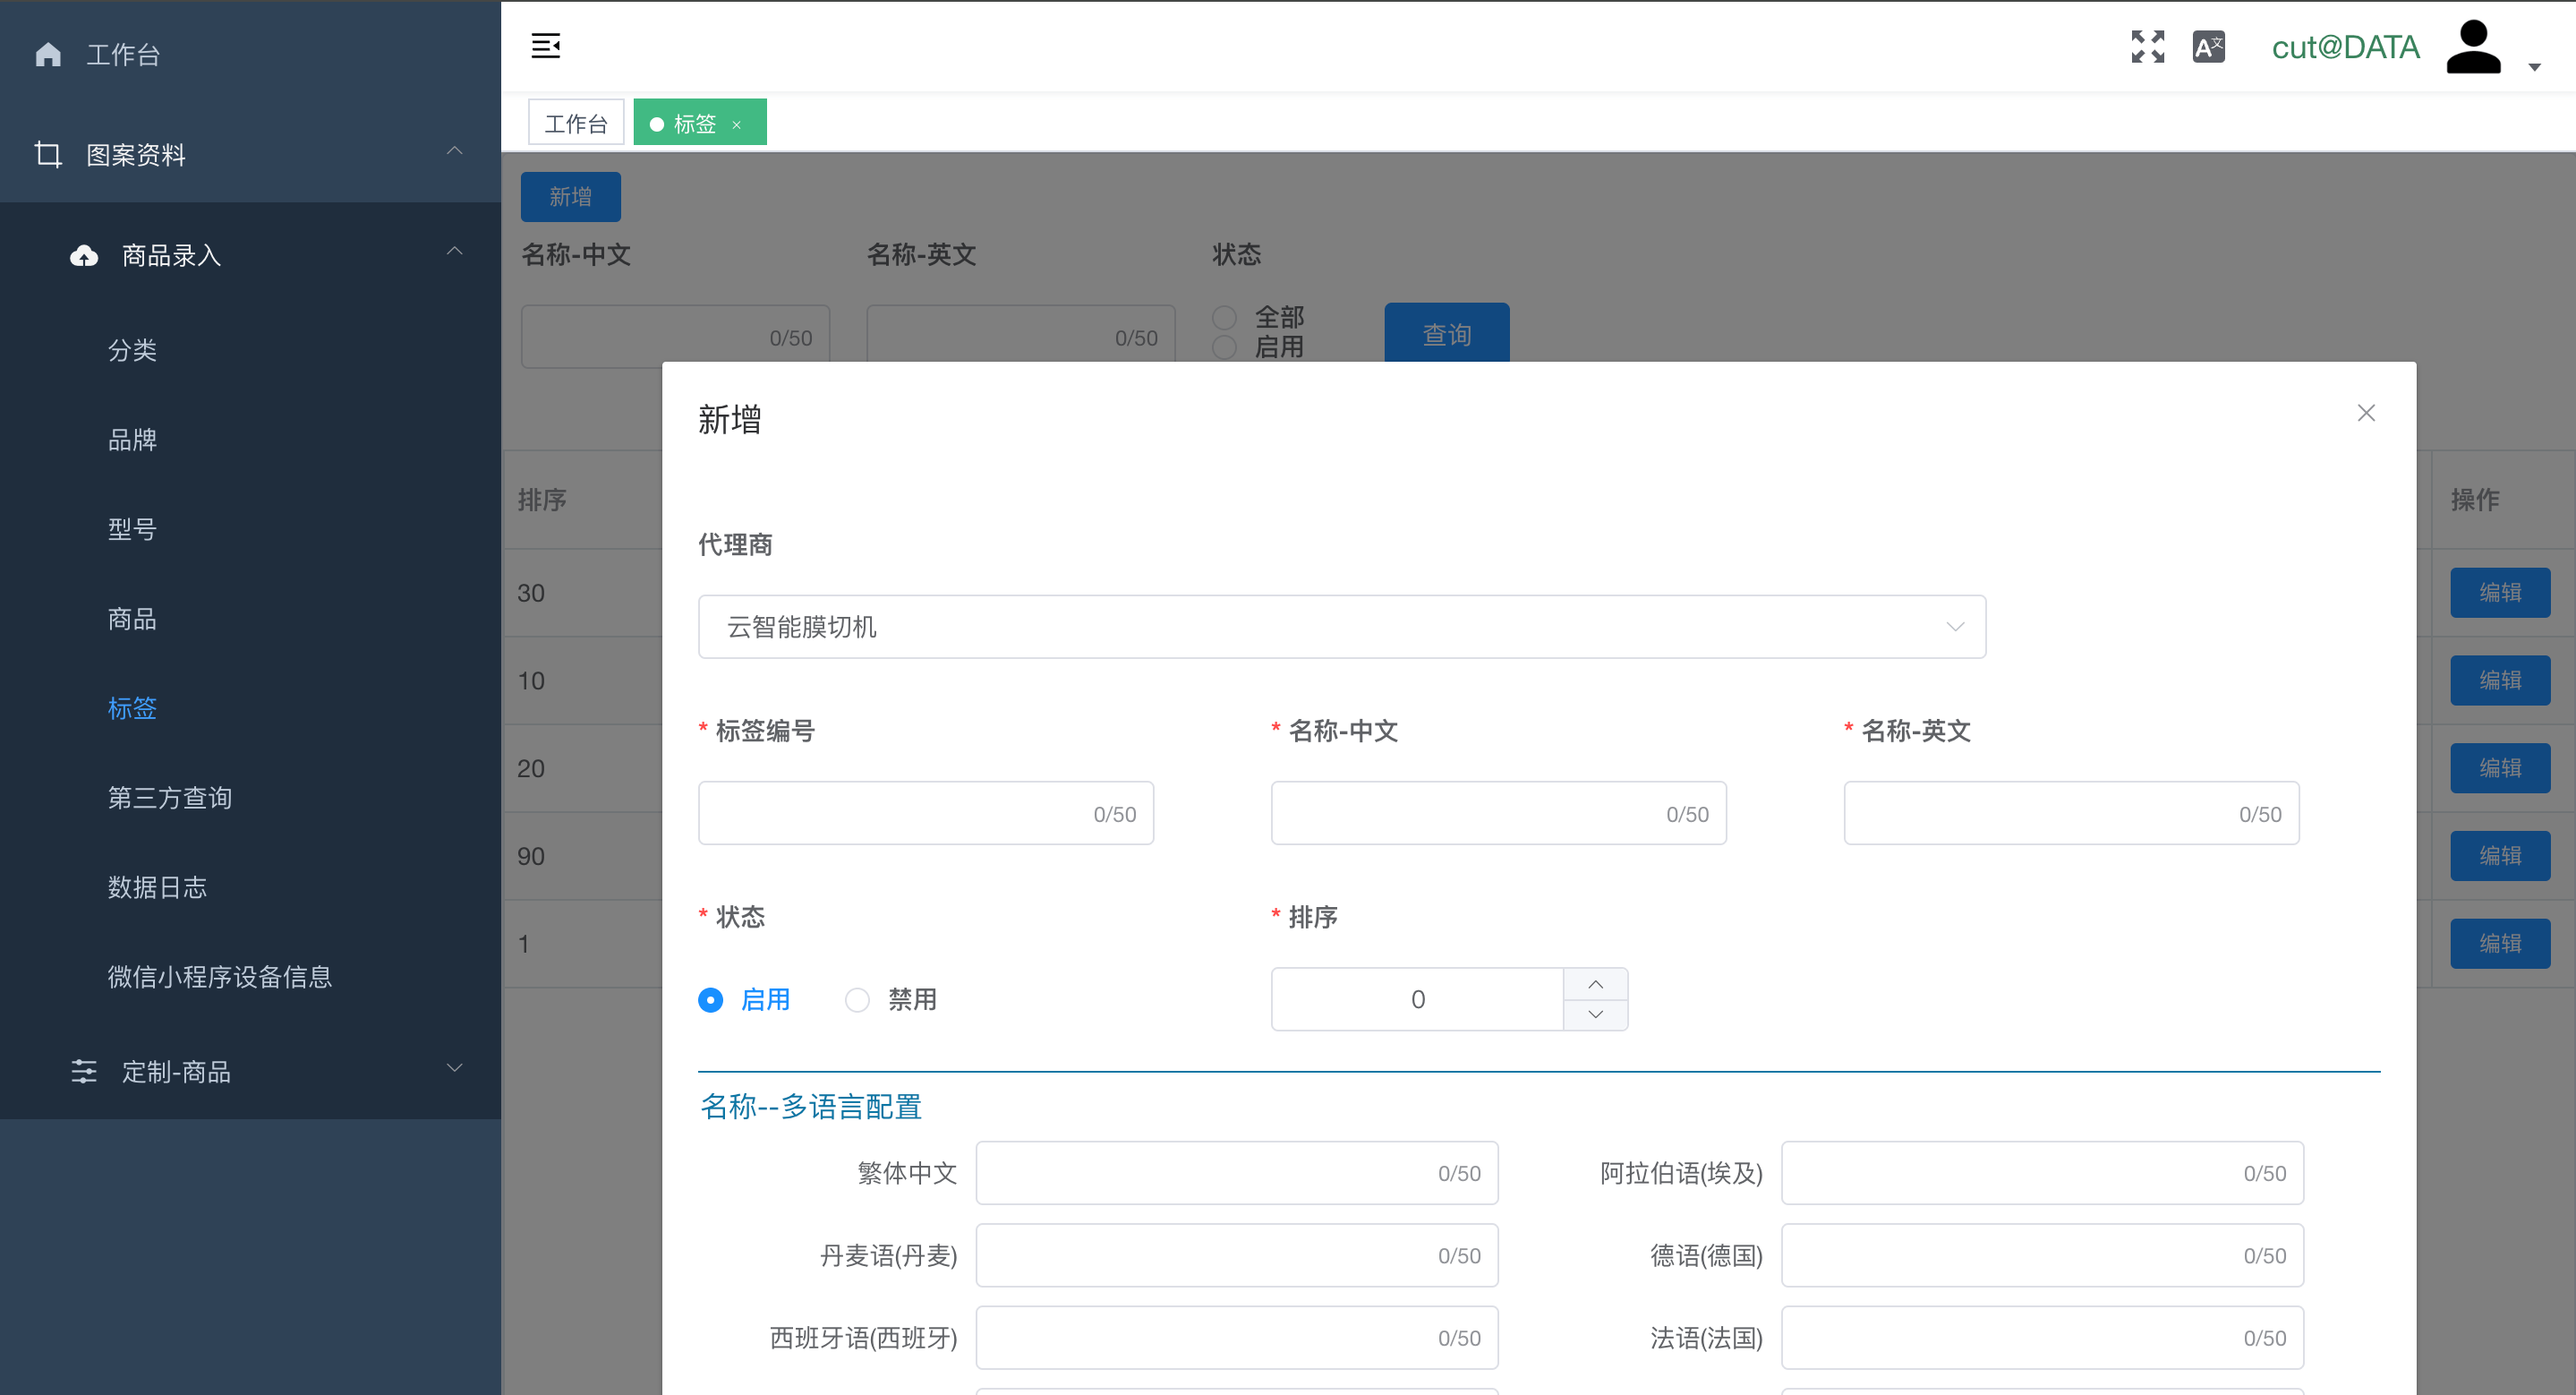 工作台
图案资料
商品录入
分类
品牌
型号
商品
标签
第三方查询
数据日志
微信小程序设备信息
定制-商品
A文
cut@DATA
工作台
标签 ×
新增
名称-中文 名称-英文 状态
0/50 0/50 全部
启用
查询
排序 操作
30 编辑
10 编辑
20 编辑
90 编辑
1 编辑
新增
代理商
云智能膜切机
* 标签编号 * 名称-中文 * 名称-英文
0/50 0/50 0/50
* 状态 * 排序
启用 禁用 0
名称--多语言配置
繁体中文 0/50 阿拉伯语(埃及) 0/50
丹麦语(丹麦) 0/50 德语(德国) 0/50
西班牙语(西班牙) 0/50 法语(法国) 0/50